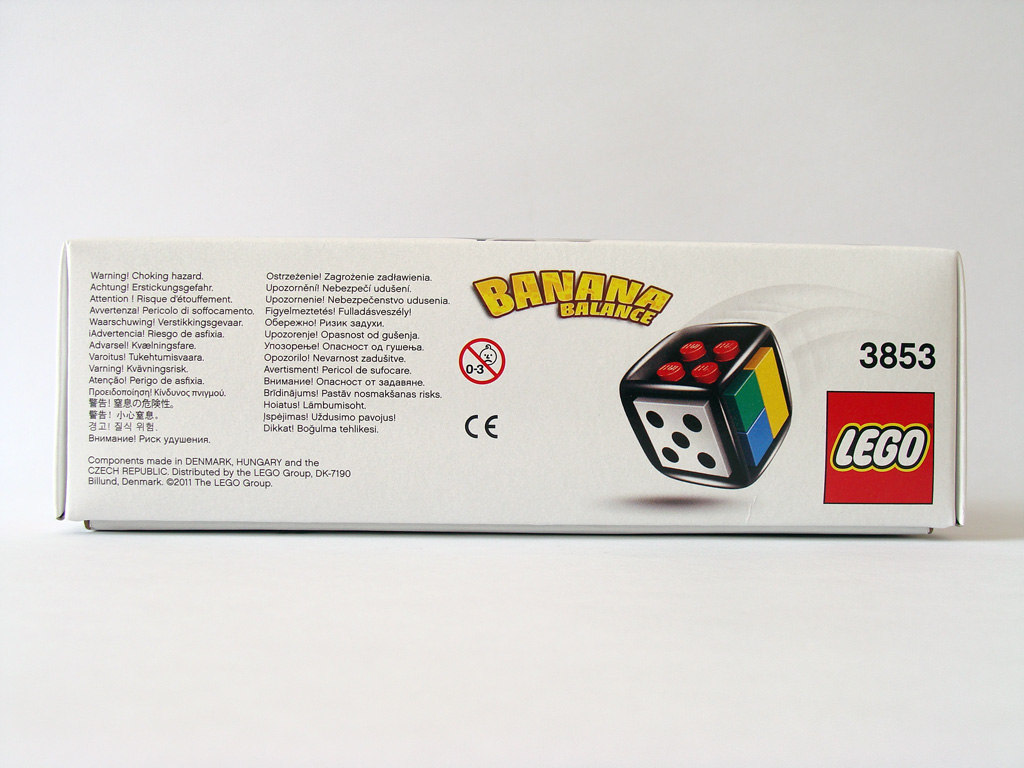 Warning! Choking hazard.
Achtung! Erstickungsgefahr.
Attention ! Risque d'étouffement.
Avvertenza! Pericolo di soffocamento.
Waarschuwing! Verstikkingsgevaar.
¡Advertencia! Riesgo de asfixia.
Advarsel! Kvælningsfare.
Varoitus! Tukehtumisvaara.
Varning! Kvävningsrisk.
Atenção! Perigo de asfixia.
Προειδοποίηση! Κίνδυνος πνιγμού.
警告! 窒息の危険性。
警告! 小心窒息。
경고! 질식 위험.
Внимание! Риск удушения.
Ostrzeżenie! Zagrożenie zadławienia.
Upozornění! Nebezpečí udušení.
Upozornenie! Nebezpečenstvo udusenia.
Figyelmeztetés! Fulladásveszély!
Обережно! Ризик задухи.
Upozorenje! Opasnost od gušenja.
Упозорење! Опасност од гушења.
Opozorilo! Nevarnost zadušitve.
Avertisment! Pericol de sufocare.
Внимание! Опасност от задавяне.
Brīdinājums! Pastāv nosmakšanas risks.
Hoiatus! Lämbumisoht.
Įspėjimas! Uždusimo pavojus!
Dikkat! Boğulma tehlikesi.
Components made in DENMARK, HUNGARY and the
CZECH REPUBLIC. Distributed by the LEGO Group, DK-7190
Billund, Denmark. ©2011 The LEGO Group.
BANANA
BALANCE
0-3
CE
3853
LEGO